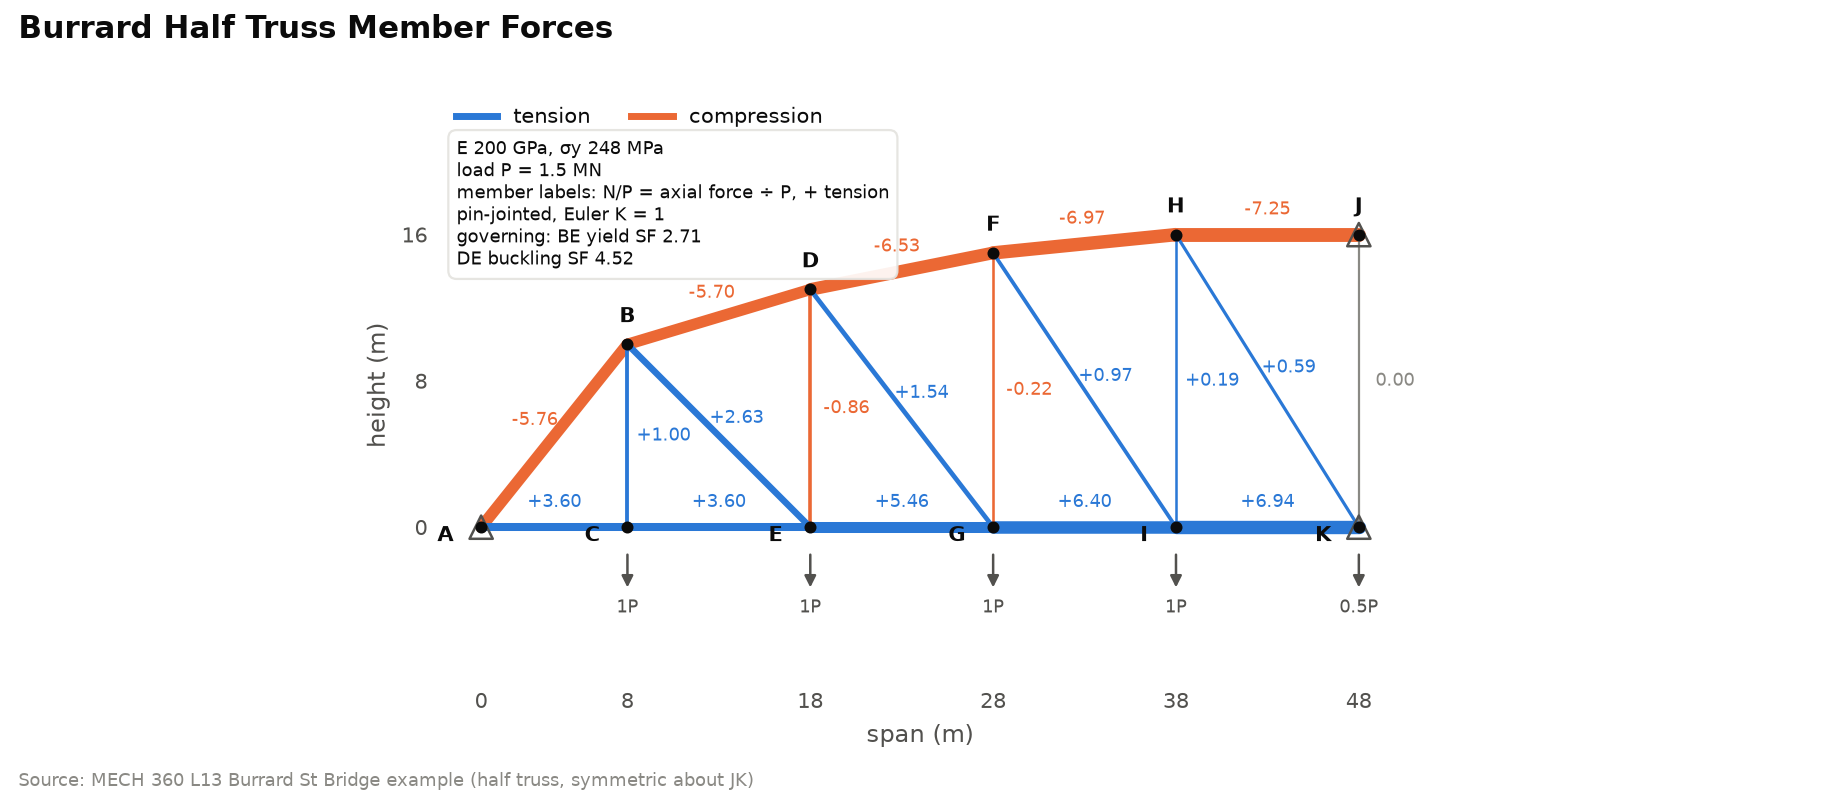 Burrard Half Truss Member Forces
tension
compression
E 200 GPa, σy 248 MPa
load P = 1.5 MN
member labels: N/P = axial force ÷ P, + tension
pin-jointed, Euler K = 1
governing: BE yield SF 2.71
DE buckling SF 4.52
H
J
-7.25
-6.97
F
16
-6.53
D
-5.70
B
height (m)
8
+0.59
+0.97
+0.19
0.00
-0.22
+1.54
-0.86
+2.63
-5.76
+1.00
+3.60
+3.60
+5.46
+6.40
+6.94
0
A
C
E
G
I
K
1P
1P
1P
1P
0.5P
0
8
18
28
38
48
span (m)
Source: MECH 360 L13 Burrard St Bridge example (half truss, symmetric about JK)